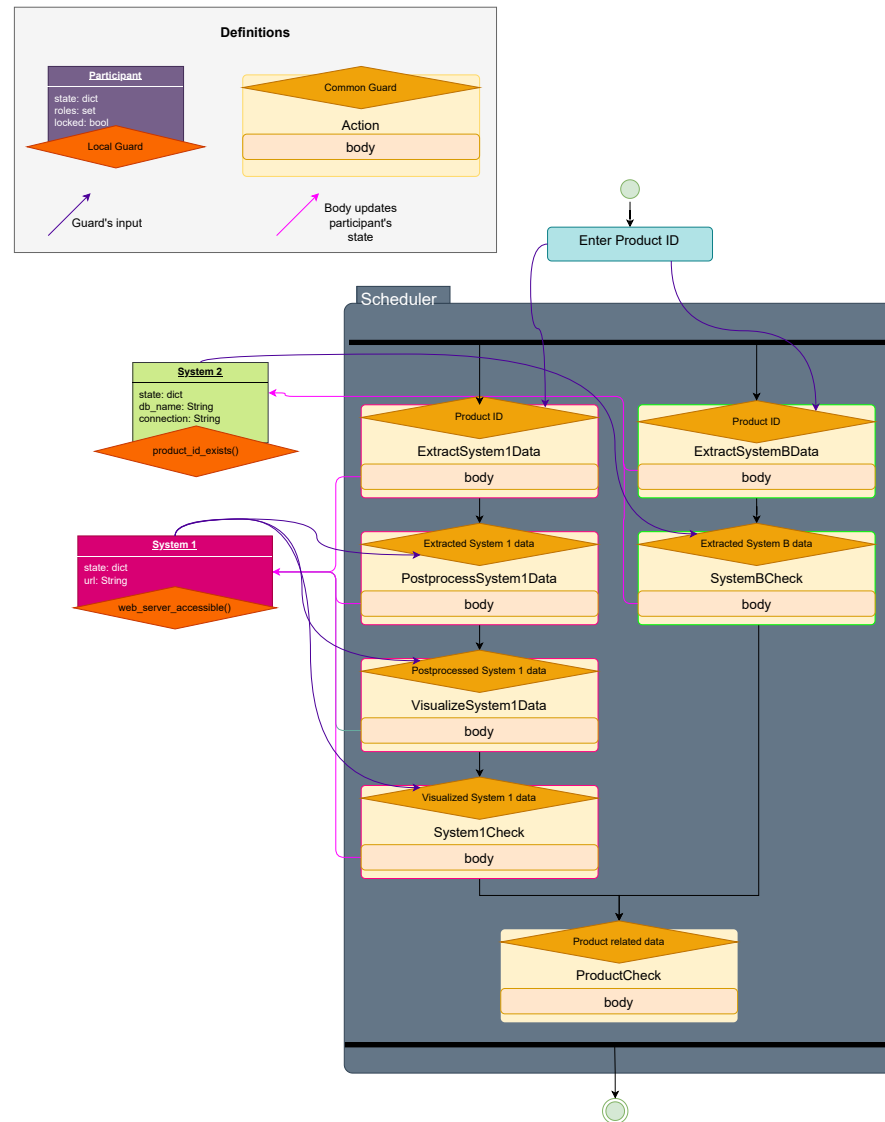 Definitions
Participant
state: dict
roles: set
locked: bool
Local Guard
Common Guard
Action
body
Guard's input
Body updates
participant's
state
Enter Product ID
Scheduler
System 2
state: dict
db_name: String
connection: String
product_id_exists()
System 1
state: dict
url: String
web_server_accessible()
Product ID
ExtractSystem1Data
body
Product ID
ExtractSystemBData
body
Extracted System 1 data
PostprocessSystem1Data
body
Extracted System B data
SystemBCheck
body
Postprocessed System 1 data
VisualizeSystem1Data
body
Visualized System 1 data
System1Check
body
Product related data
ProductCheck
body